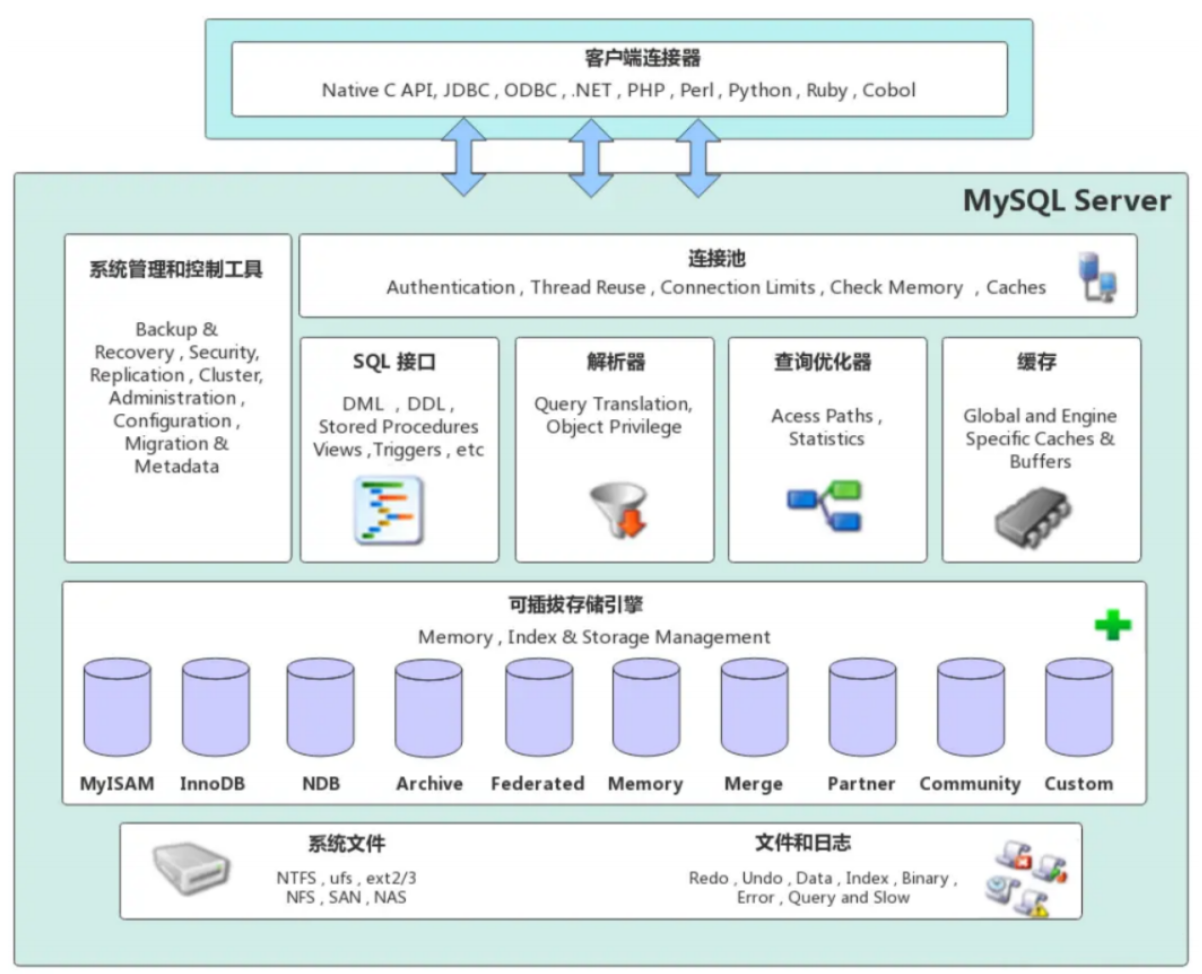 客户端连接器
Native C API, JDBC , ODBC , .NET , PHP , Perl , Python , Ruby , Cobol
MySQL Server
系统管理和控制工具
Backup &
Recovery , Security,
Replication , Cluster,
Administration ,
Configuration ,
Migration &
Metadata
连接池
Authentication , Thread Reuse , Connection Limits , Check Memory , Caches
SQL 接口
DML , DDL ,
Stored Procedures
Views ,Triggers , etc
解析器
Query Translation,
Object Privilege
查询优化器
Acess Paths ,
Statistics
缓存
Global and Engine
Specific Caches &
Buffers
可插拔存储引擎
Memory , Index & Storage Management
MyISAM InnoDB NDB Archive Federated Memory Merge Partner Community Custom
系统文件
NTFS , ufs , ext2/3
NFS , SAN , NAS
文件和日志
Redo , Undo , Data , Index , Binary ,
Error , Query and Slow